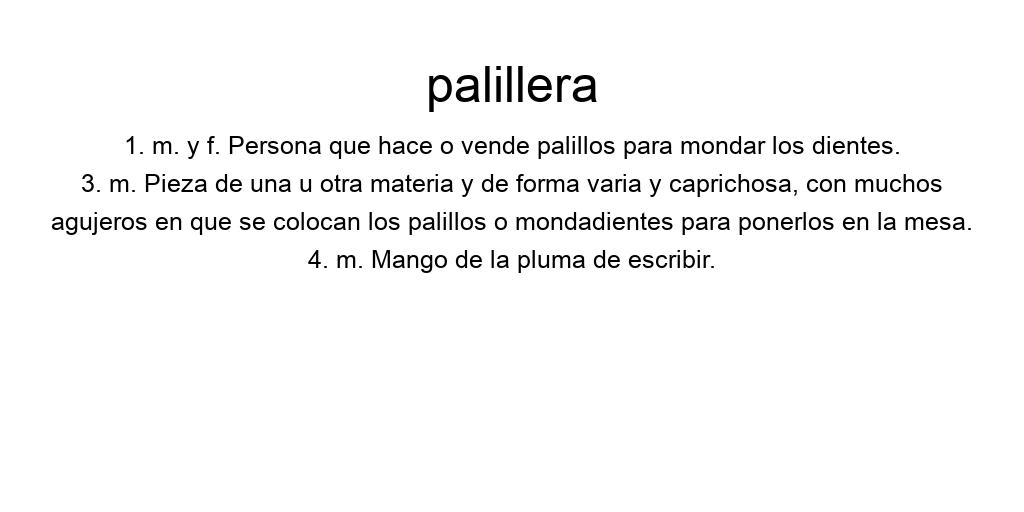 palillera
1. m. y f. Persona que hace o vende palillos para mondar los dientes.
3. m. Pieza de una u otra materia y de forma varia y caprichosa, con muchos
agujeros en que se colocan los palillos o mondadientes para ponerlos en la mesa.
4. m. Mango de la pluma de escribir.